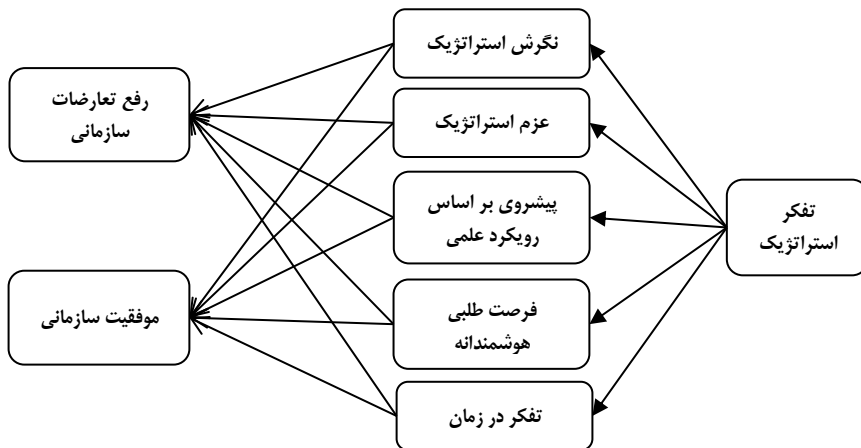 نگرش استراتژیک
رفع تعارضات
سازمانی
عزم استراتژیک
پیشروی بر اساس
رویکرد علمی
تفکر
استراتژیک
موفقیت سازمانی
فرصت طلبی
هوشمندانه
تفکر در زمان